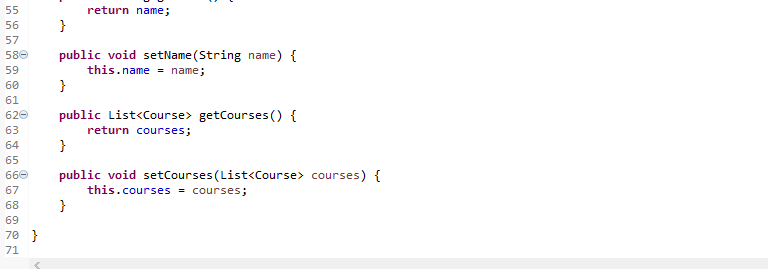 55 return name;
56 }
57
58 public void setName(String name) {
59 this.name = name;
60 }
61
62 public List<Course> getCourses() {
63 return courses;
64 }
65
66 public void setCourses(List<Course> courses) {
67 this.courses = courses;
68 }
69
70 }
71